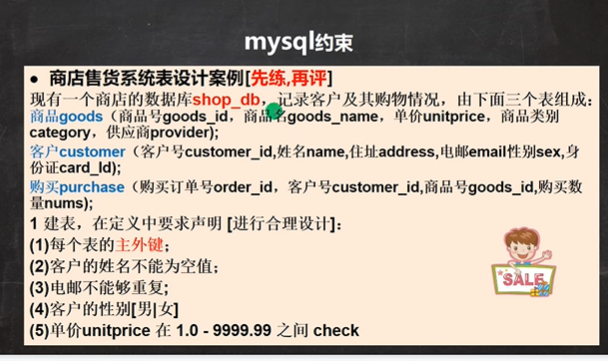 mysql约束
● 商店售货系统表设计案例[先练,再评]
现有一个商店的数据库shop_db，记录客户及其购物情况，由下面三个表组成：
商品goods（商品号goods_id，商品名goods_name，单价unitprice，商品类别
category，供应商provider);
客户customer（客户号customer_id,姓名name,住址address,电邮email性别sex,身
份证card_Id);
购买purchase（购买订单号order_id，客户号customer_id,商品号goods_id,购买数
量nums);
1 建表，在定义中要求声明 [进行合理设计]：
(1)每个表的主外键；
(2)客户的姓名不能为空值；
(3)电邮不能够重复;
(4)客户的性别[男|女]
(5)单价unitprice 在 1.0 - 9999.99 之间 check
SALE